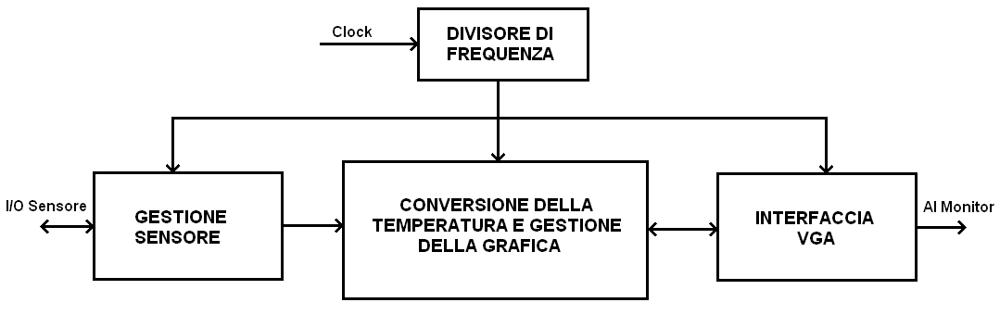 Clock
DIVISORE DI
FREQUENZA
I/O Sensore
GESTIONE
SENSORE
CONVERSIONE DELLA
TEMPERATURA E GESTIONE
DELLA GRAFICA
INTERFACCIA
VGA
Al Monitor